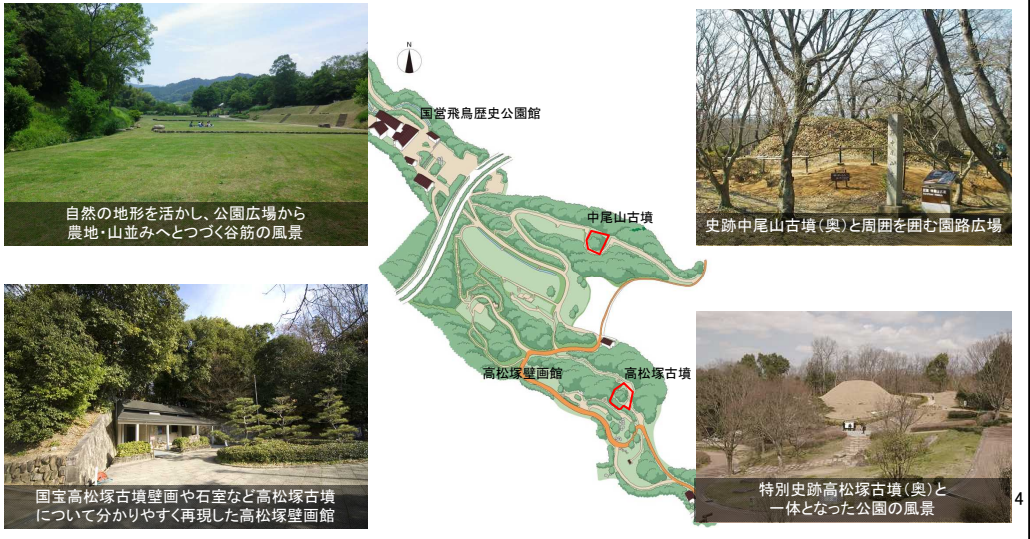 自然の地形を活かし、公園広場から
農地・山並みへとつづく谷筋の風景
N
国営飛鳥歴史公園館
中尾山古墳
史跡中尾山古墳(奥)と周囲を囲む園路広場
高松塚壁画館
高松塚古墳
国宝高松塚古墳壁画や石室など高松塚古墳
について分かりやすく再現した高松塚壁画館
特別史跡高松塚古墳(奥)と
一体となった公園の風景
4